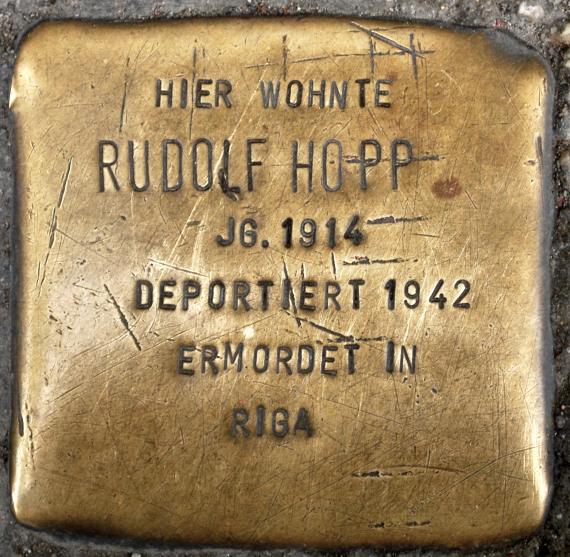 HIER WOHNTE
RUDOLF HOPP
JG. 1914
DEPORTIERT 1942
ERMORDET IN
RIGA